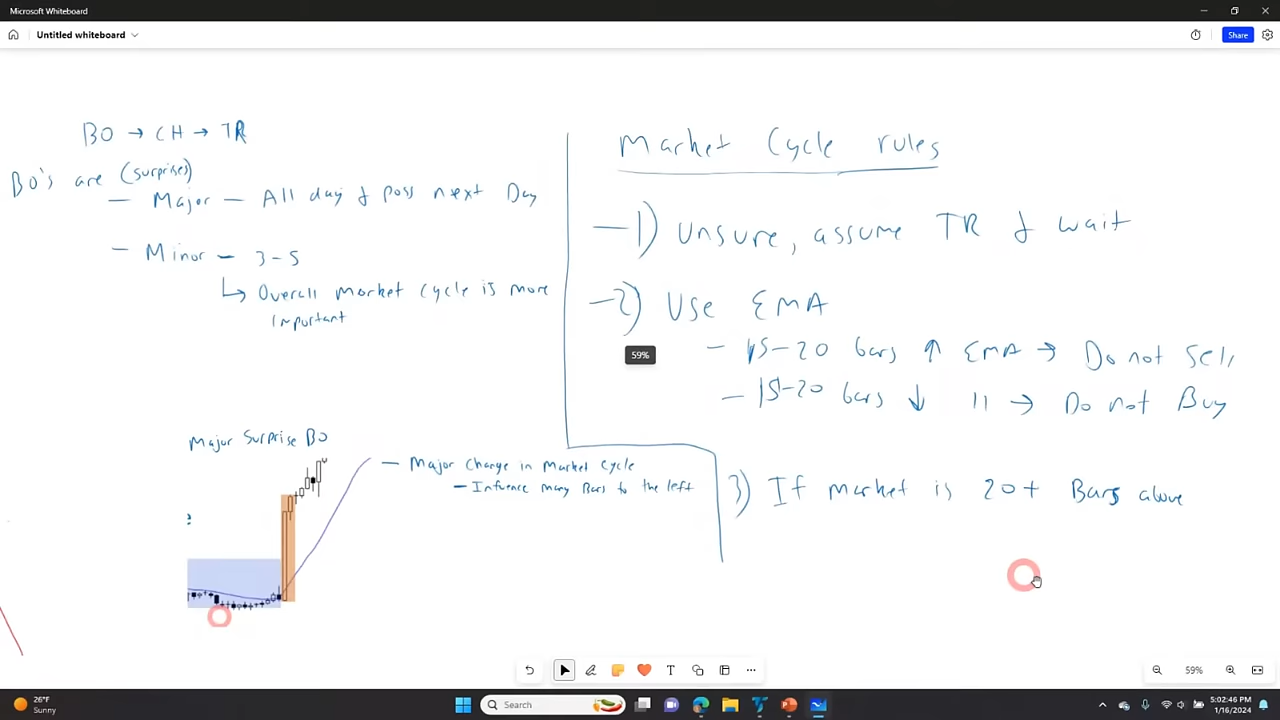 Microsoft Whiteboard
Untitled whiteboard
Share
BO → CH → TR
BO's are (surprises)
— Major — All day & poss next Day
— Minor — 3-5
↳ Overall market cycle is more
important
Major Surprise BO
— Major Change in Market Cycle
— Influence many Bars to the left
e
Market Cycle rules
—1) Unsure, assume TR & wait
—2) Use EMA
— 15-20 bars ↑ EMA → Do not Sell
— 15-20 bars ↓ 11 → Do not Buy
3) If market is 20+ Bars above
59%
59%
26°F
Sunny
Search
5:02:46 PM
1/16/2024